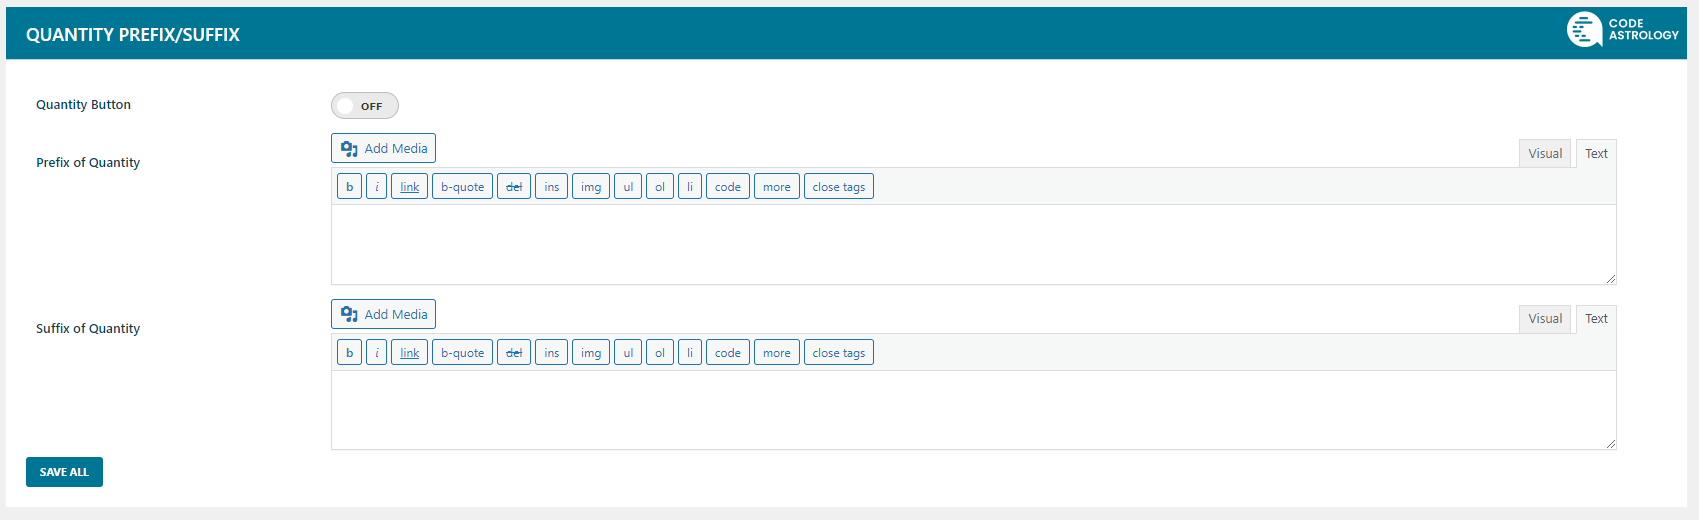 QUANTITY PREFIX/SUFFIX
CODE
ASTROLOGY
Quantity Button
OFF
Prefix of Quantity
Add Media
Visual
Text
b i link b-quote del ins img ul ol li code more close tags
Suffix of Quantity
Add Media
Visual
Text
b i link b-quote del ins img ul ol li code more close tags
SAVE ALL